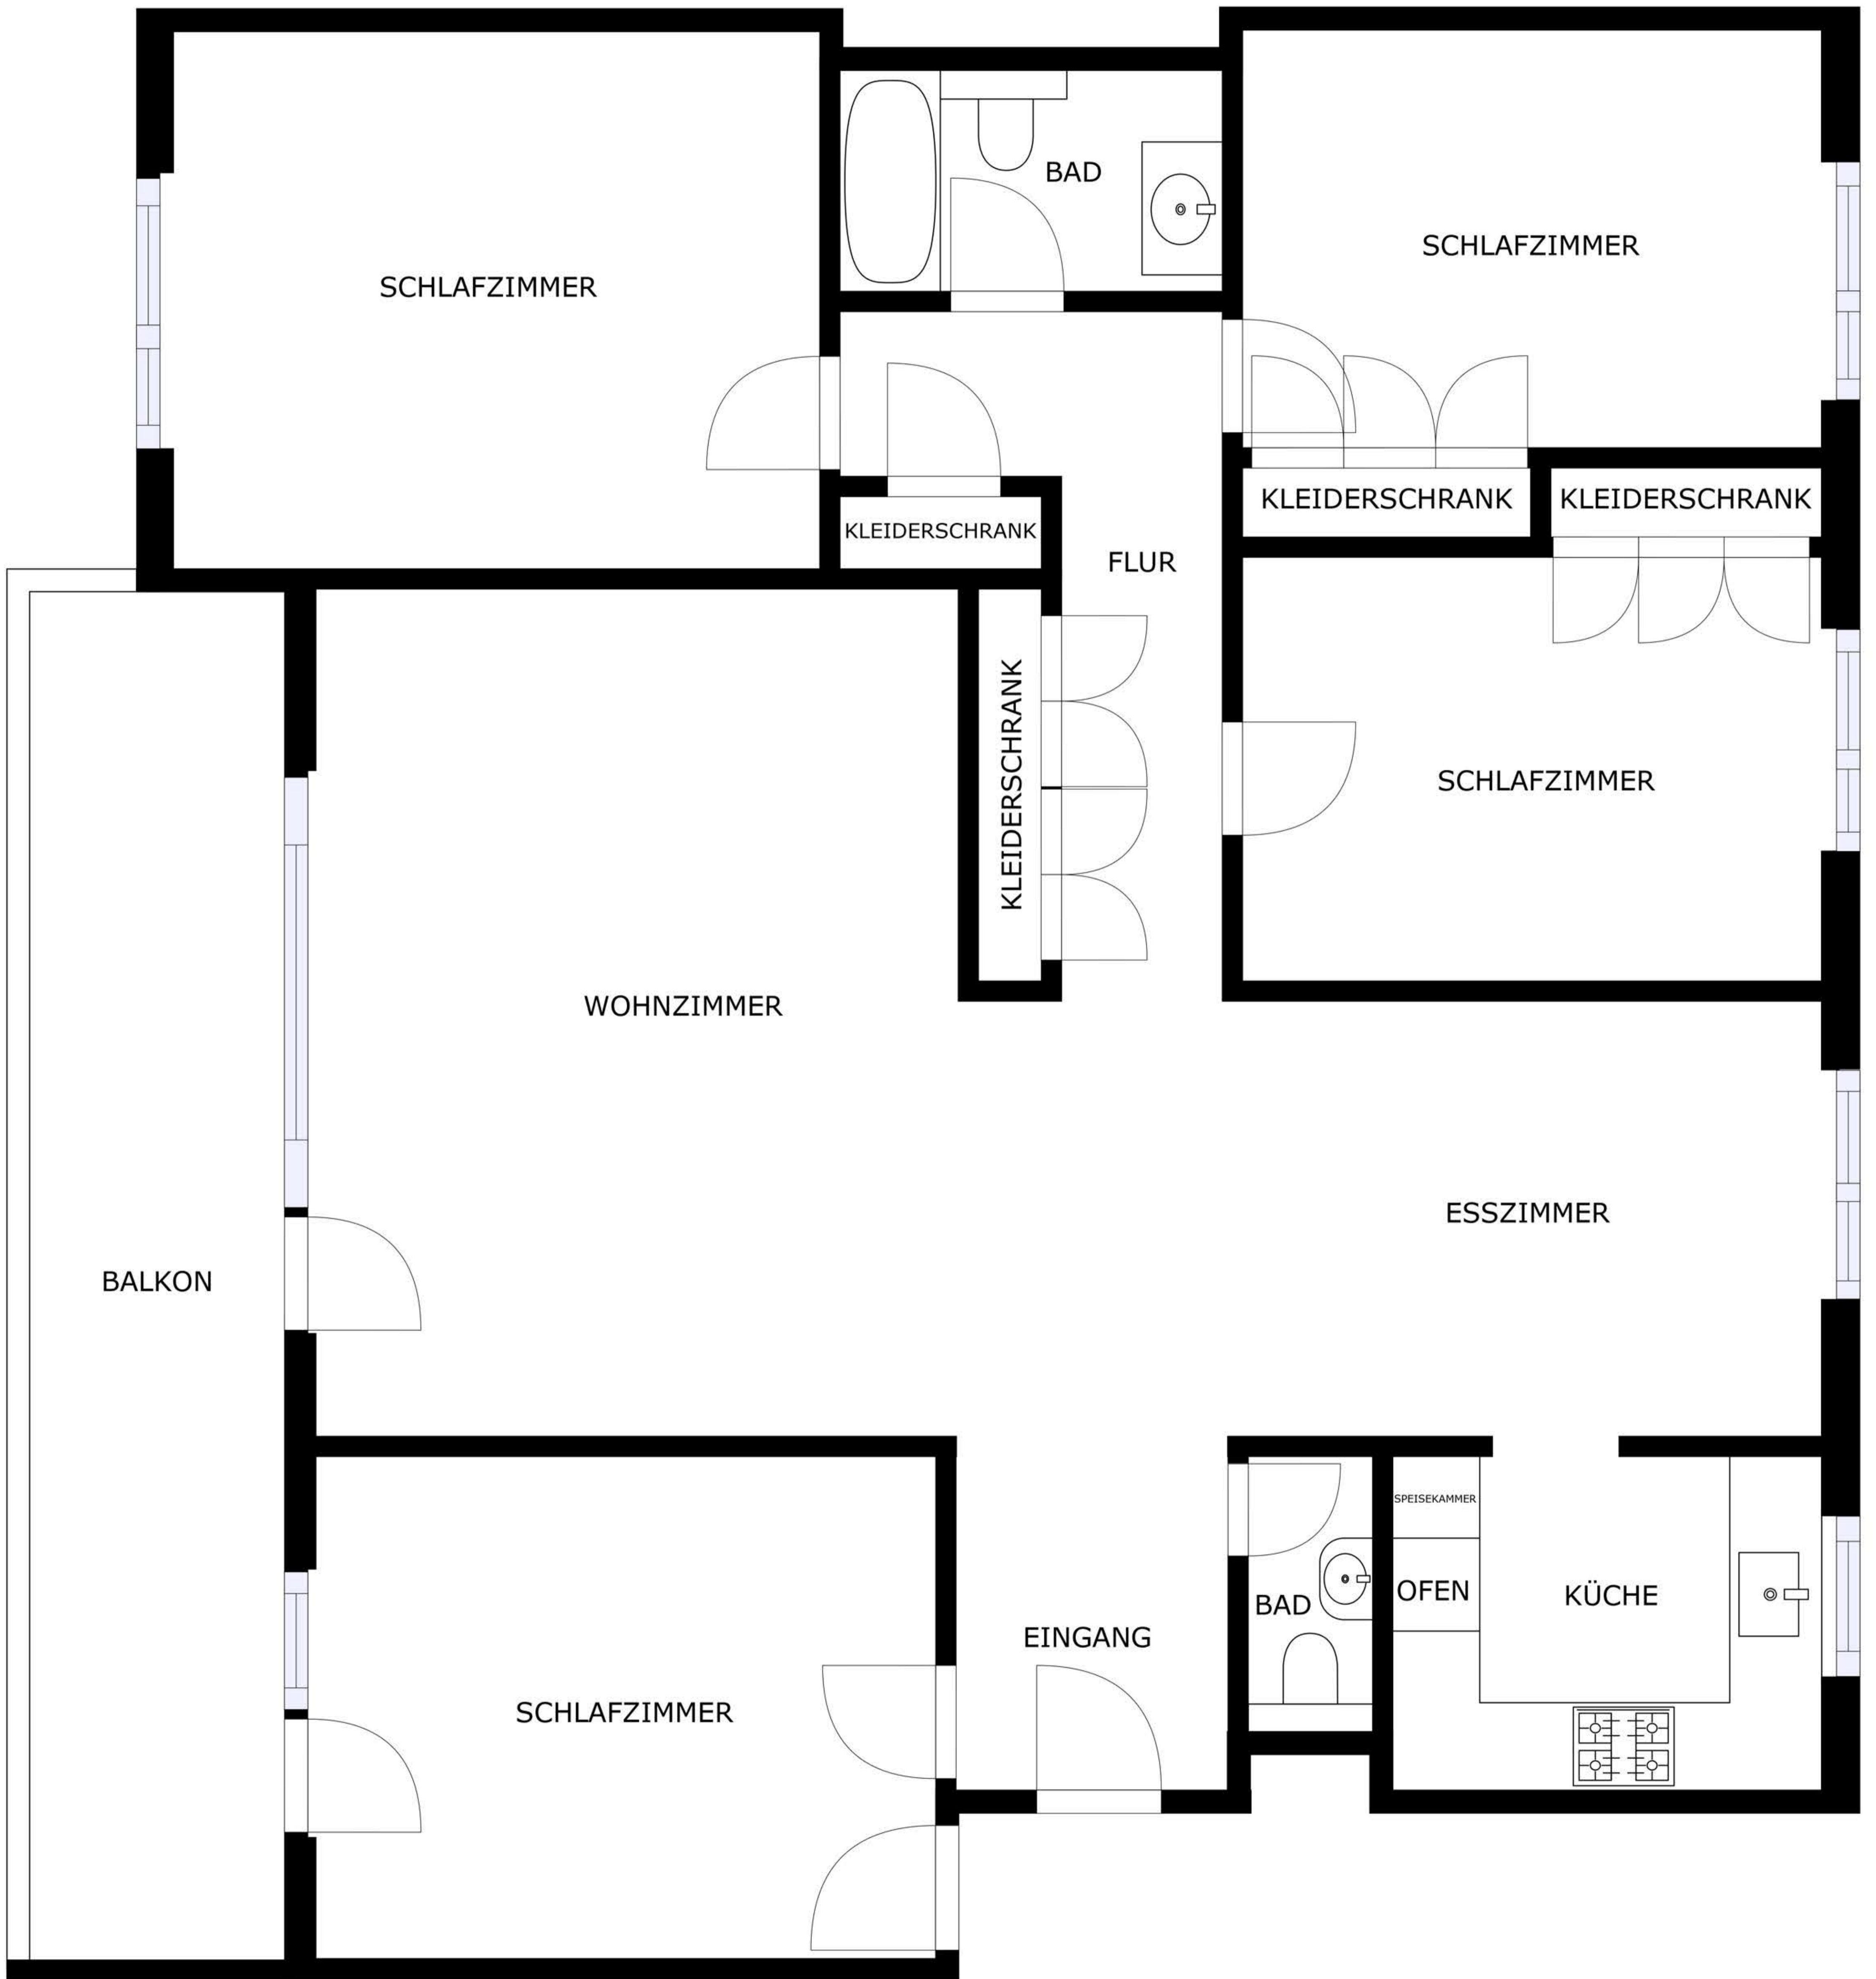 BAD
SCHLAFZIMMER
SCHLAFZIMMER
KLEIDERSCHRANK
KLEIDERSCHRANK
KLEIDERSCHRANK
FLUR
KLEIDERSCHRANK
SCHLAFZIMMER
WOHNZIMMER
ESSZIMMER
BALKON
SPEISEKAMMER
OFEN
KÜCHE
BAD
EINGANG
SCHLAFZIMMER